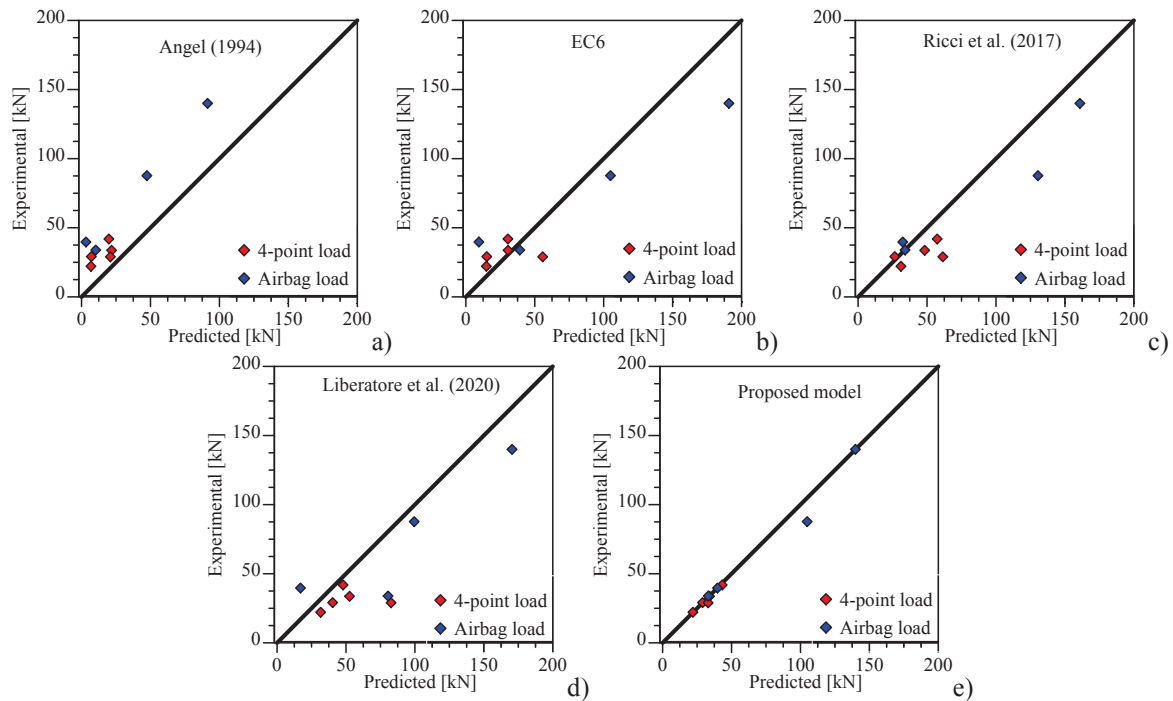 200
Angel (1994)
150
Experimental [kN]
100
50
4-point load
Airbag load
0
0 50 100 150 200
Predicted [kN]
a)
200
EC6
150
Experimental [kN]
100
50
4-point load
Airbag load
0
0 50 100 150 200
Predicted [kN]
b)
200
Ricci et al. (2017)
150
Experimental [kN]
100
50
4-point load
Airbag load
0
0 50 100 150 200
Predicted [kN]
c)
200
Liberatore et al. (2020)
150
Experimental [kN]
100
50
4-point load
Airbag load
0
0 50 100 150 200
Predicted [kN]
d)
200
Proposed model
150
Experimental [kN]
100
50
4-point load
Airbag load
0
0 50 100 150 200
Predicted [kN]
e)